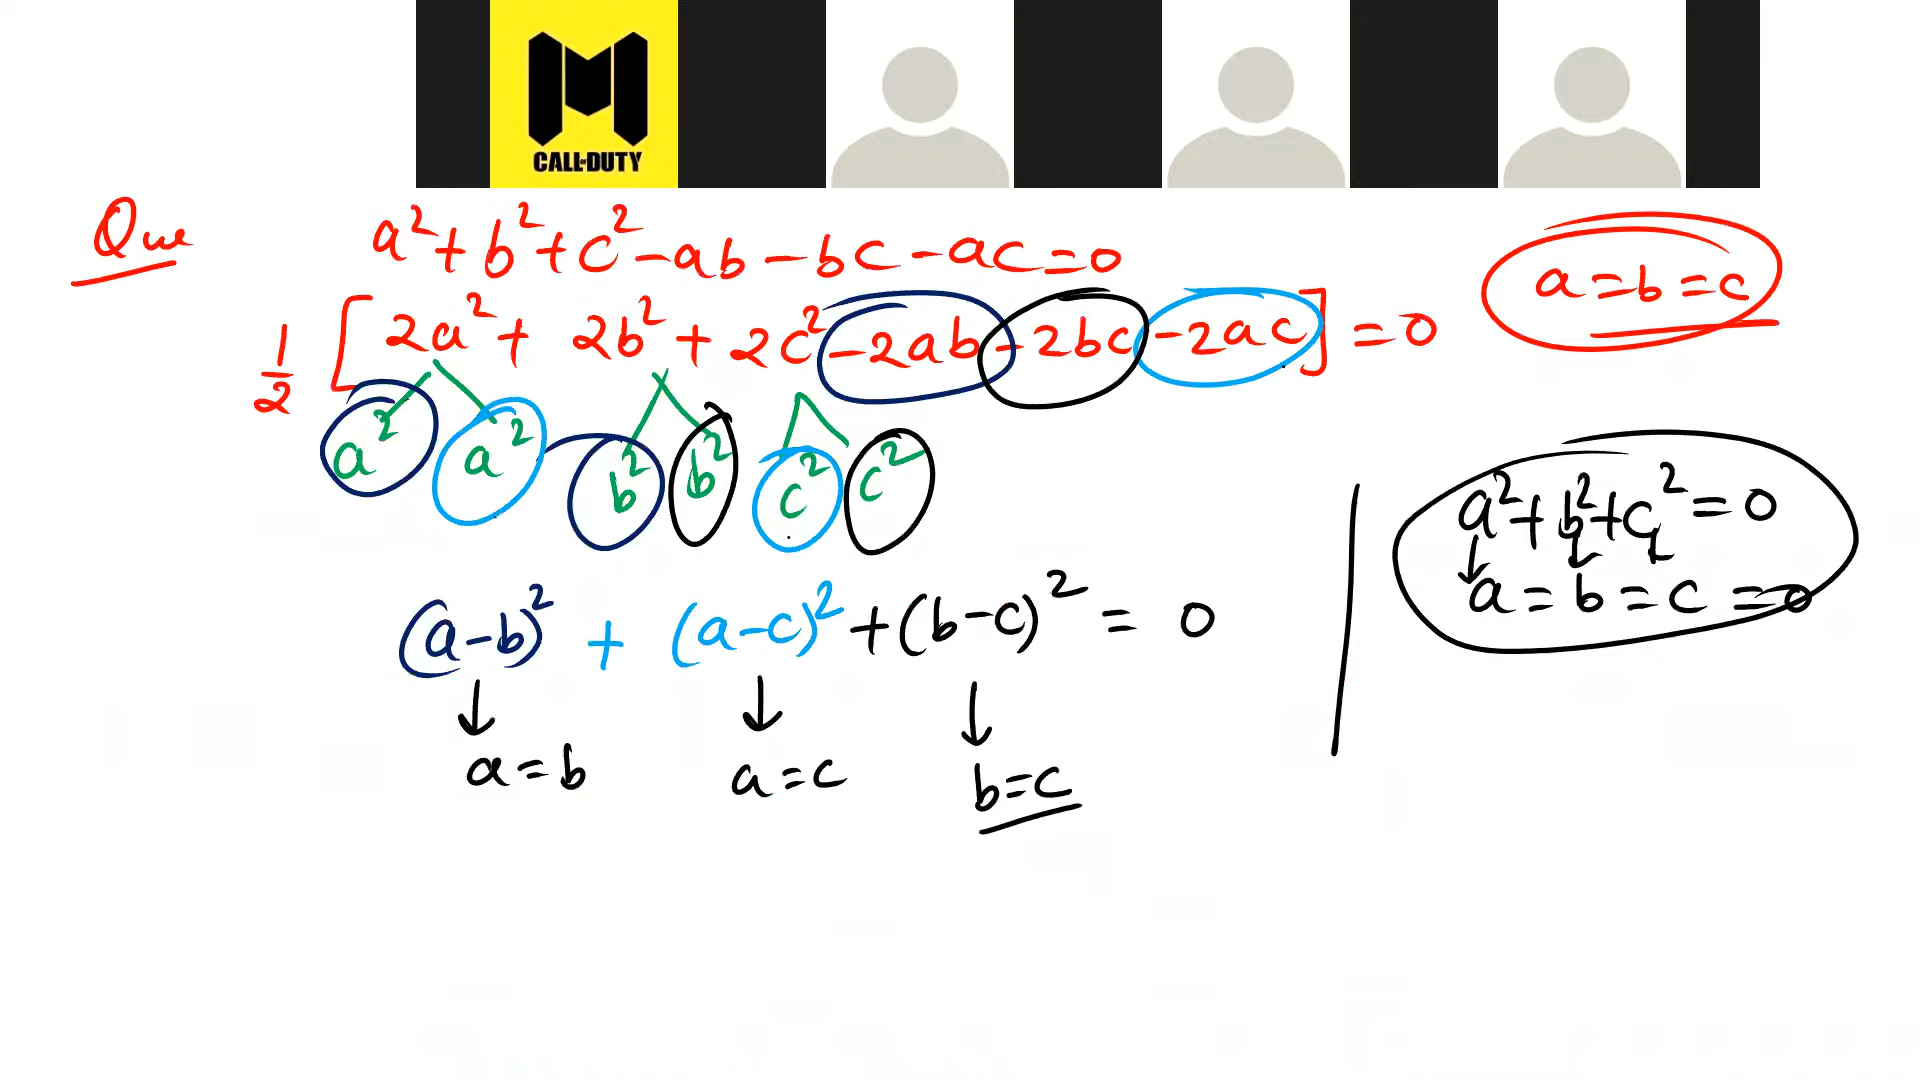 CALL OF DUTY
Que
a²+b²+c²-ab-bc-ac=0
a=b=c
1/2 [2a²+ 2b²+ 2c²-2ab-2bc-2ac] =0
a² a² b² b² c² c²
a²+b²+c²=0
a=b=c=0
(a-b)² + (a-c)²+(b-c)² = 0
↓ ↓ ↓
a=b a=c b=c